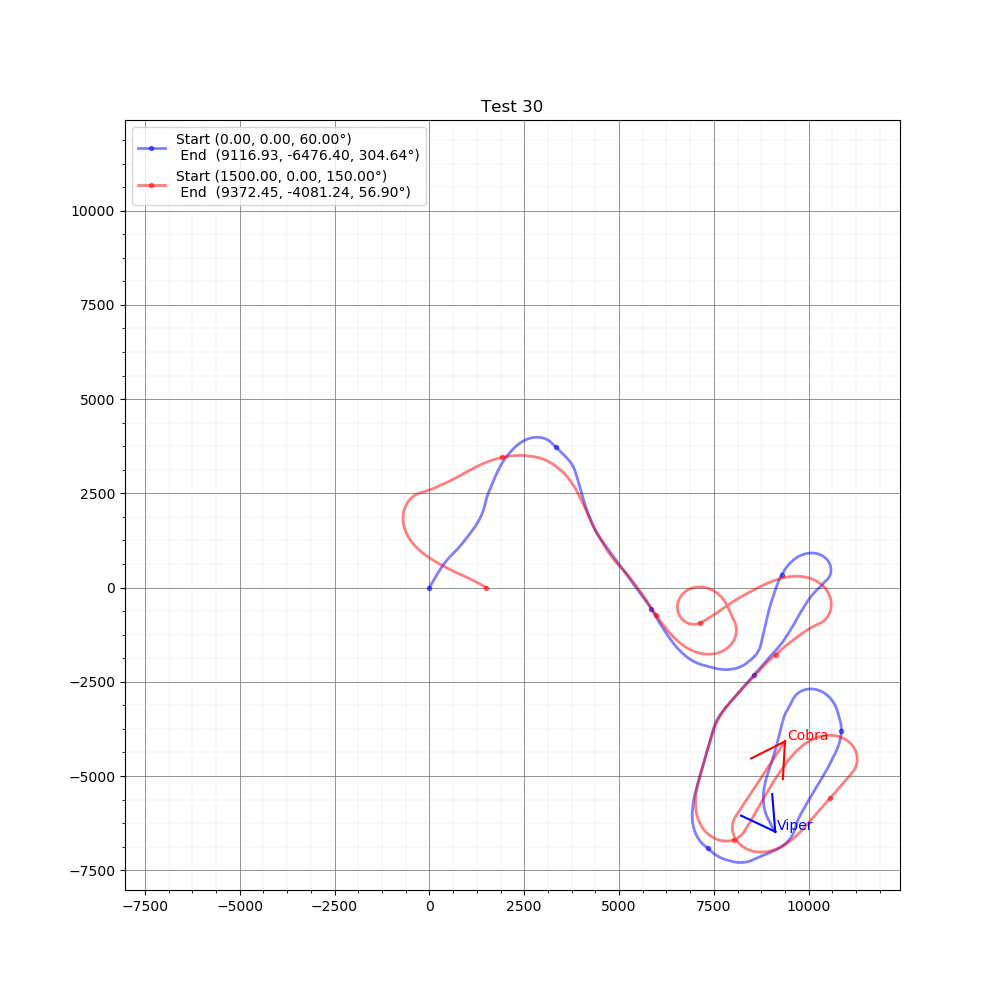 Test 30
Start (0.00, 0.00, 60.00°)
End  (9116.93, -6476.40, 304.64°)
Start (1500.00, 0.00, 150.00°)
End  (9372.45, -4081.24, 56.90°)
10000
7500
5000
2500
0
−2500
Cobra
−5000
Viper
−7500
−7500 −5000 −2500 0 2500 5000 7500 10000